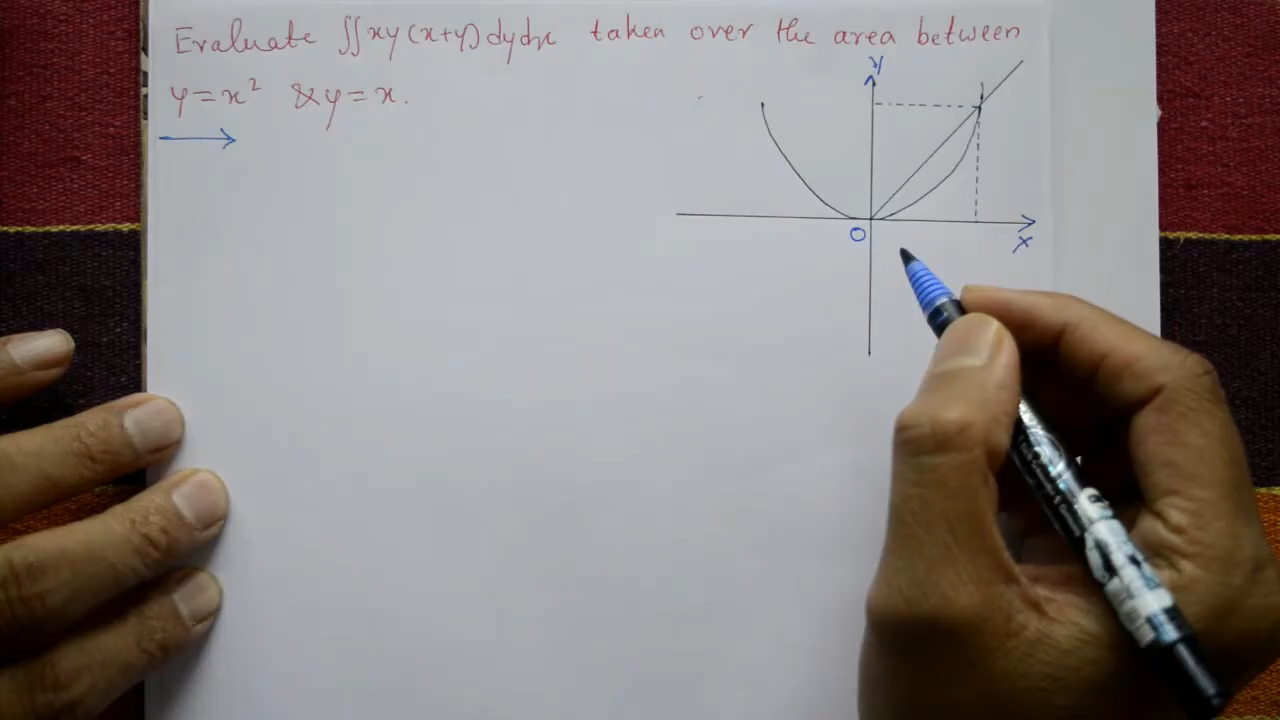 Evaluate ∬xy(x+y)dydx taken over the area between
y=x² & y=x.
y
O
x